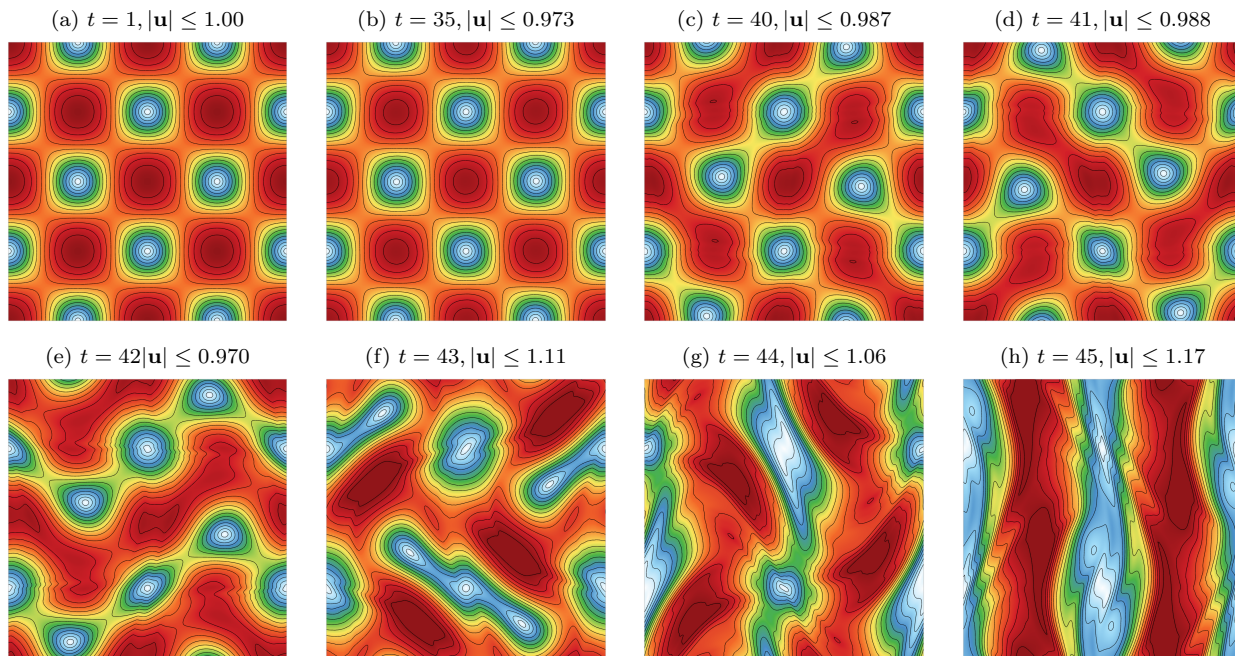 (a) t = 1, |u| ≤ 1.00
(b) t = 35, |u| ≤ 0.973
(c) t = 40, |u| ≤ 0.987
(d) t = 41, |u| ≤ 0.988
(e) t = 42|u| ≤ 0.970
(f) t = 43, |u| ≤ 1.11
(g) t = 44, |u| ≤ 1.06
(h) t = 45, |u| ≤ 1.17